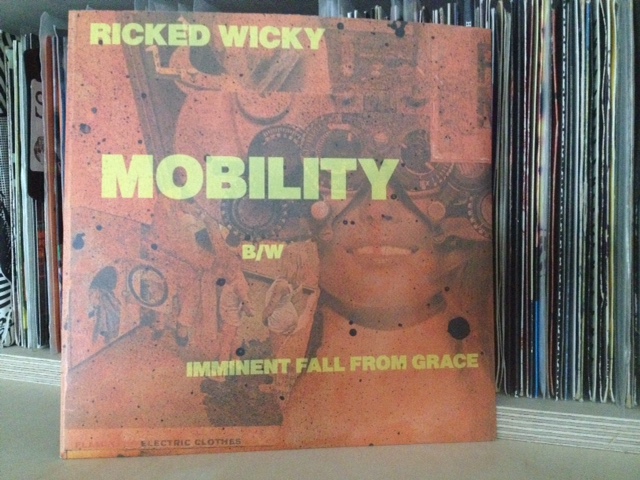 RICKED WICKY
MOBILITY
B/W
IMMINENT FALL FROM GRACE
ELECTRIC CLOTHES